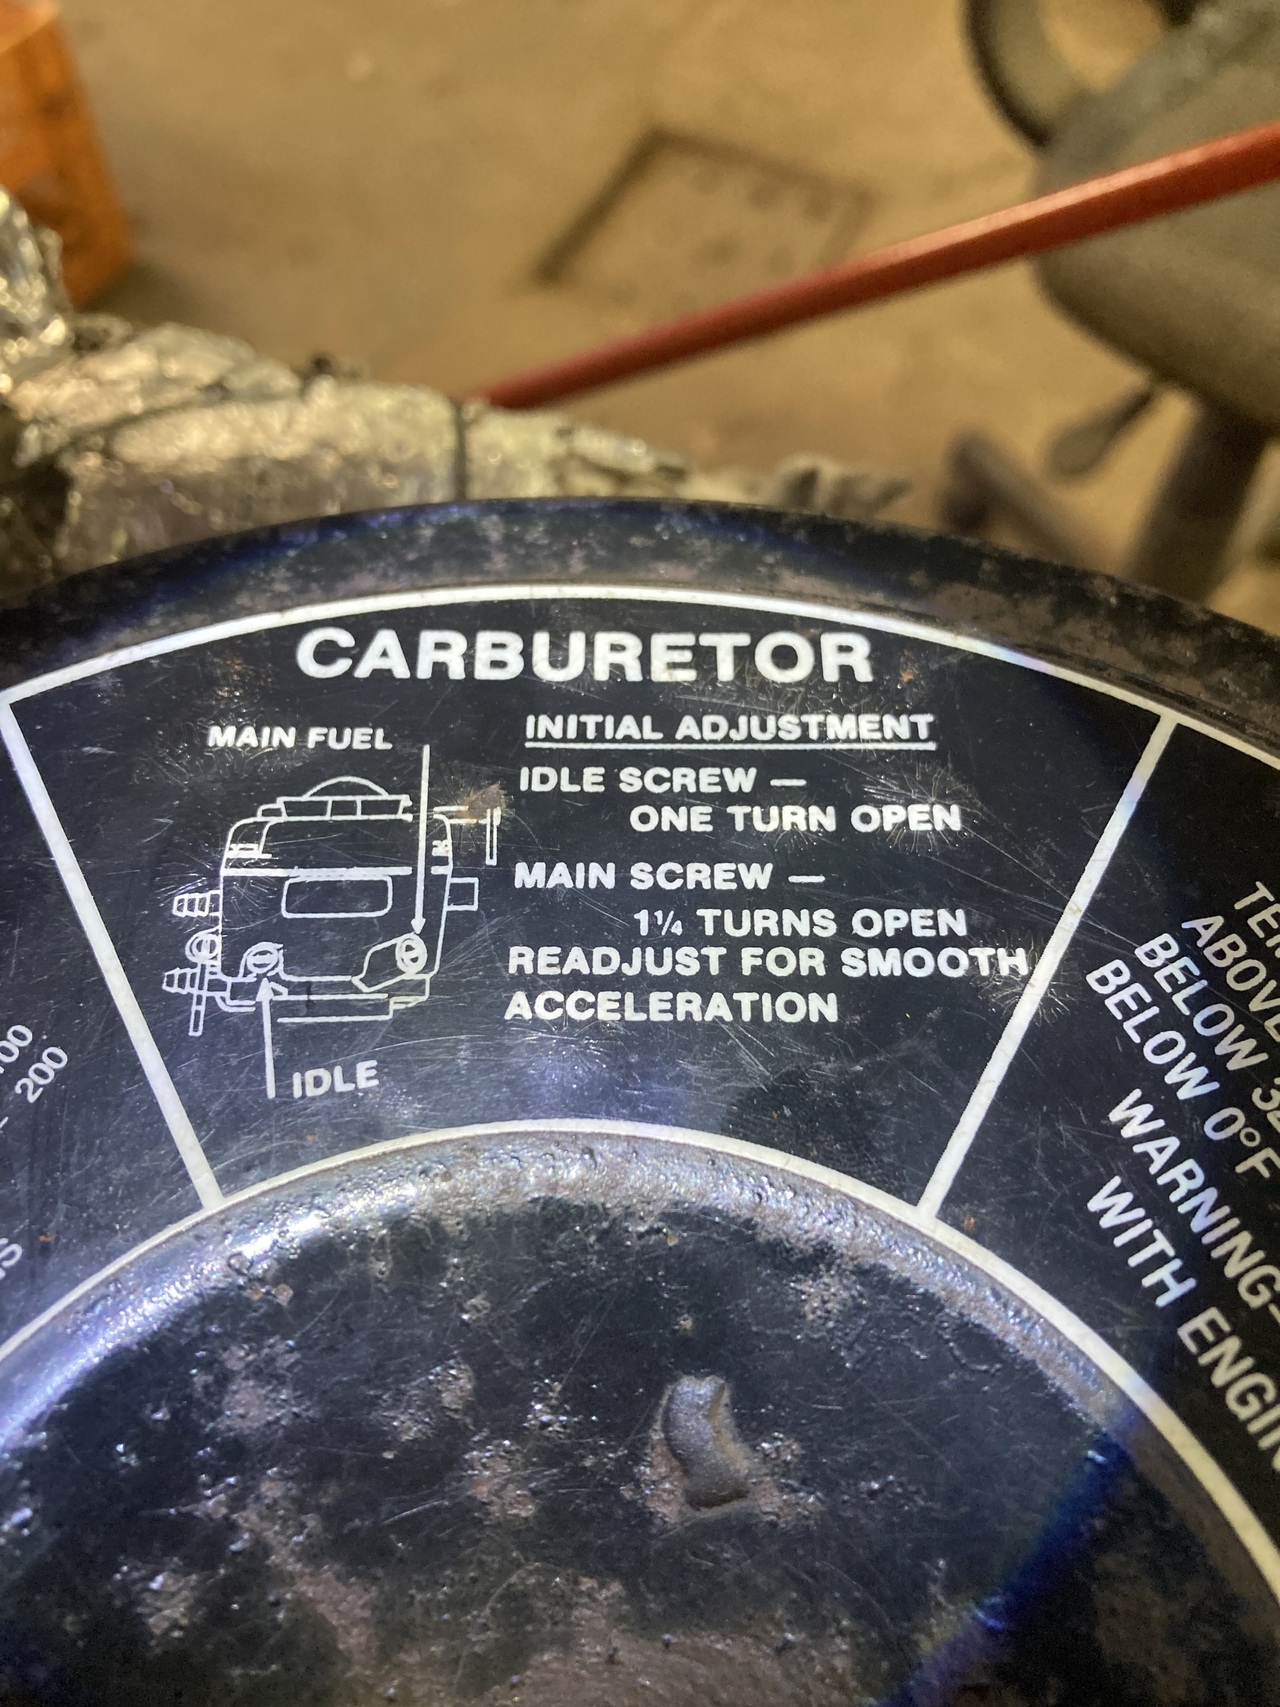 CARBURETOR
MAIN FUEL
INITIAL ADJUSTMENT
IDLE SCREW —
ONE TURN OPEN
MAIN SCREW —
1¼ TURNS OPEN
READJUST FOR SMOOTH
ACCELERATION
IDLE
200
ABOVE
BELOW
BELOW 0°F
WARNING-
WITH